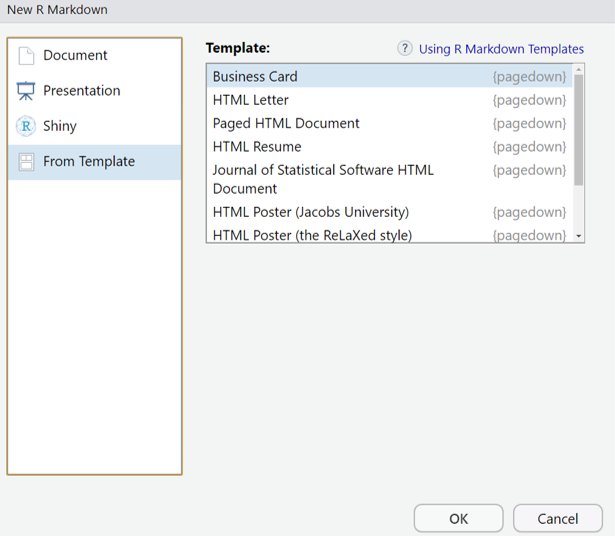 New R Markdown
Document
Presentation
R Shiny
From Template
Template:
? Using R Markdown Templates
Business Card {pagedown}
HTML Letter {pagedown}
Paged HTML Document {pagedown}
HTML Resume {pagedown}
Journal of Statistical Software HTML {pagedown}
Document
HTML Poster (Jacobs University) {pagedown}
HTML Poster (the ReLaXed style) {pagedown}
OK Cancel